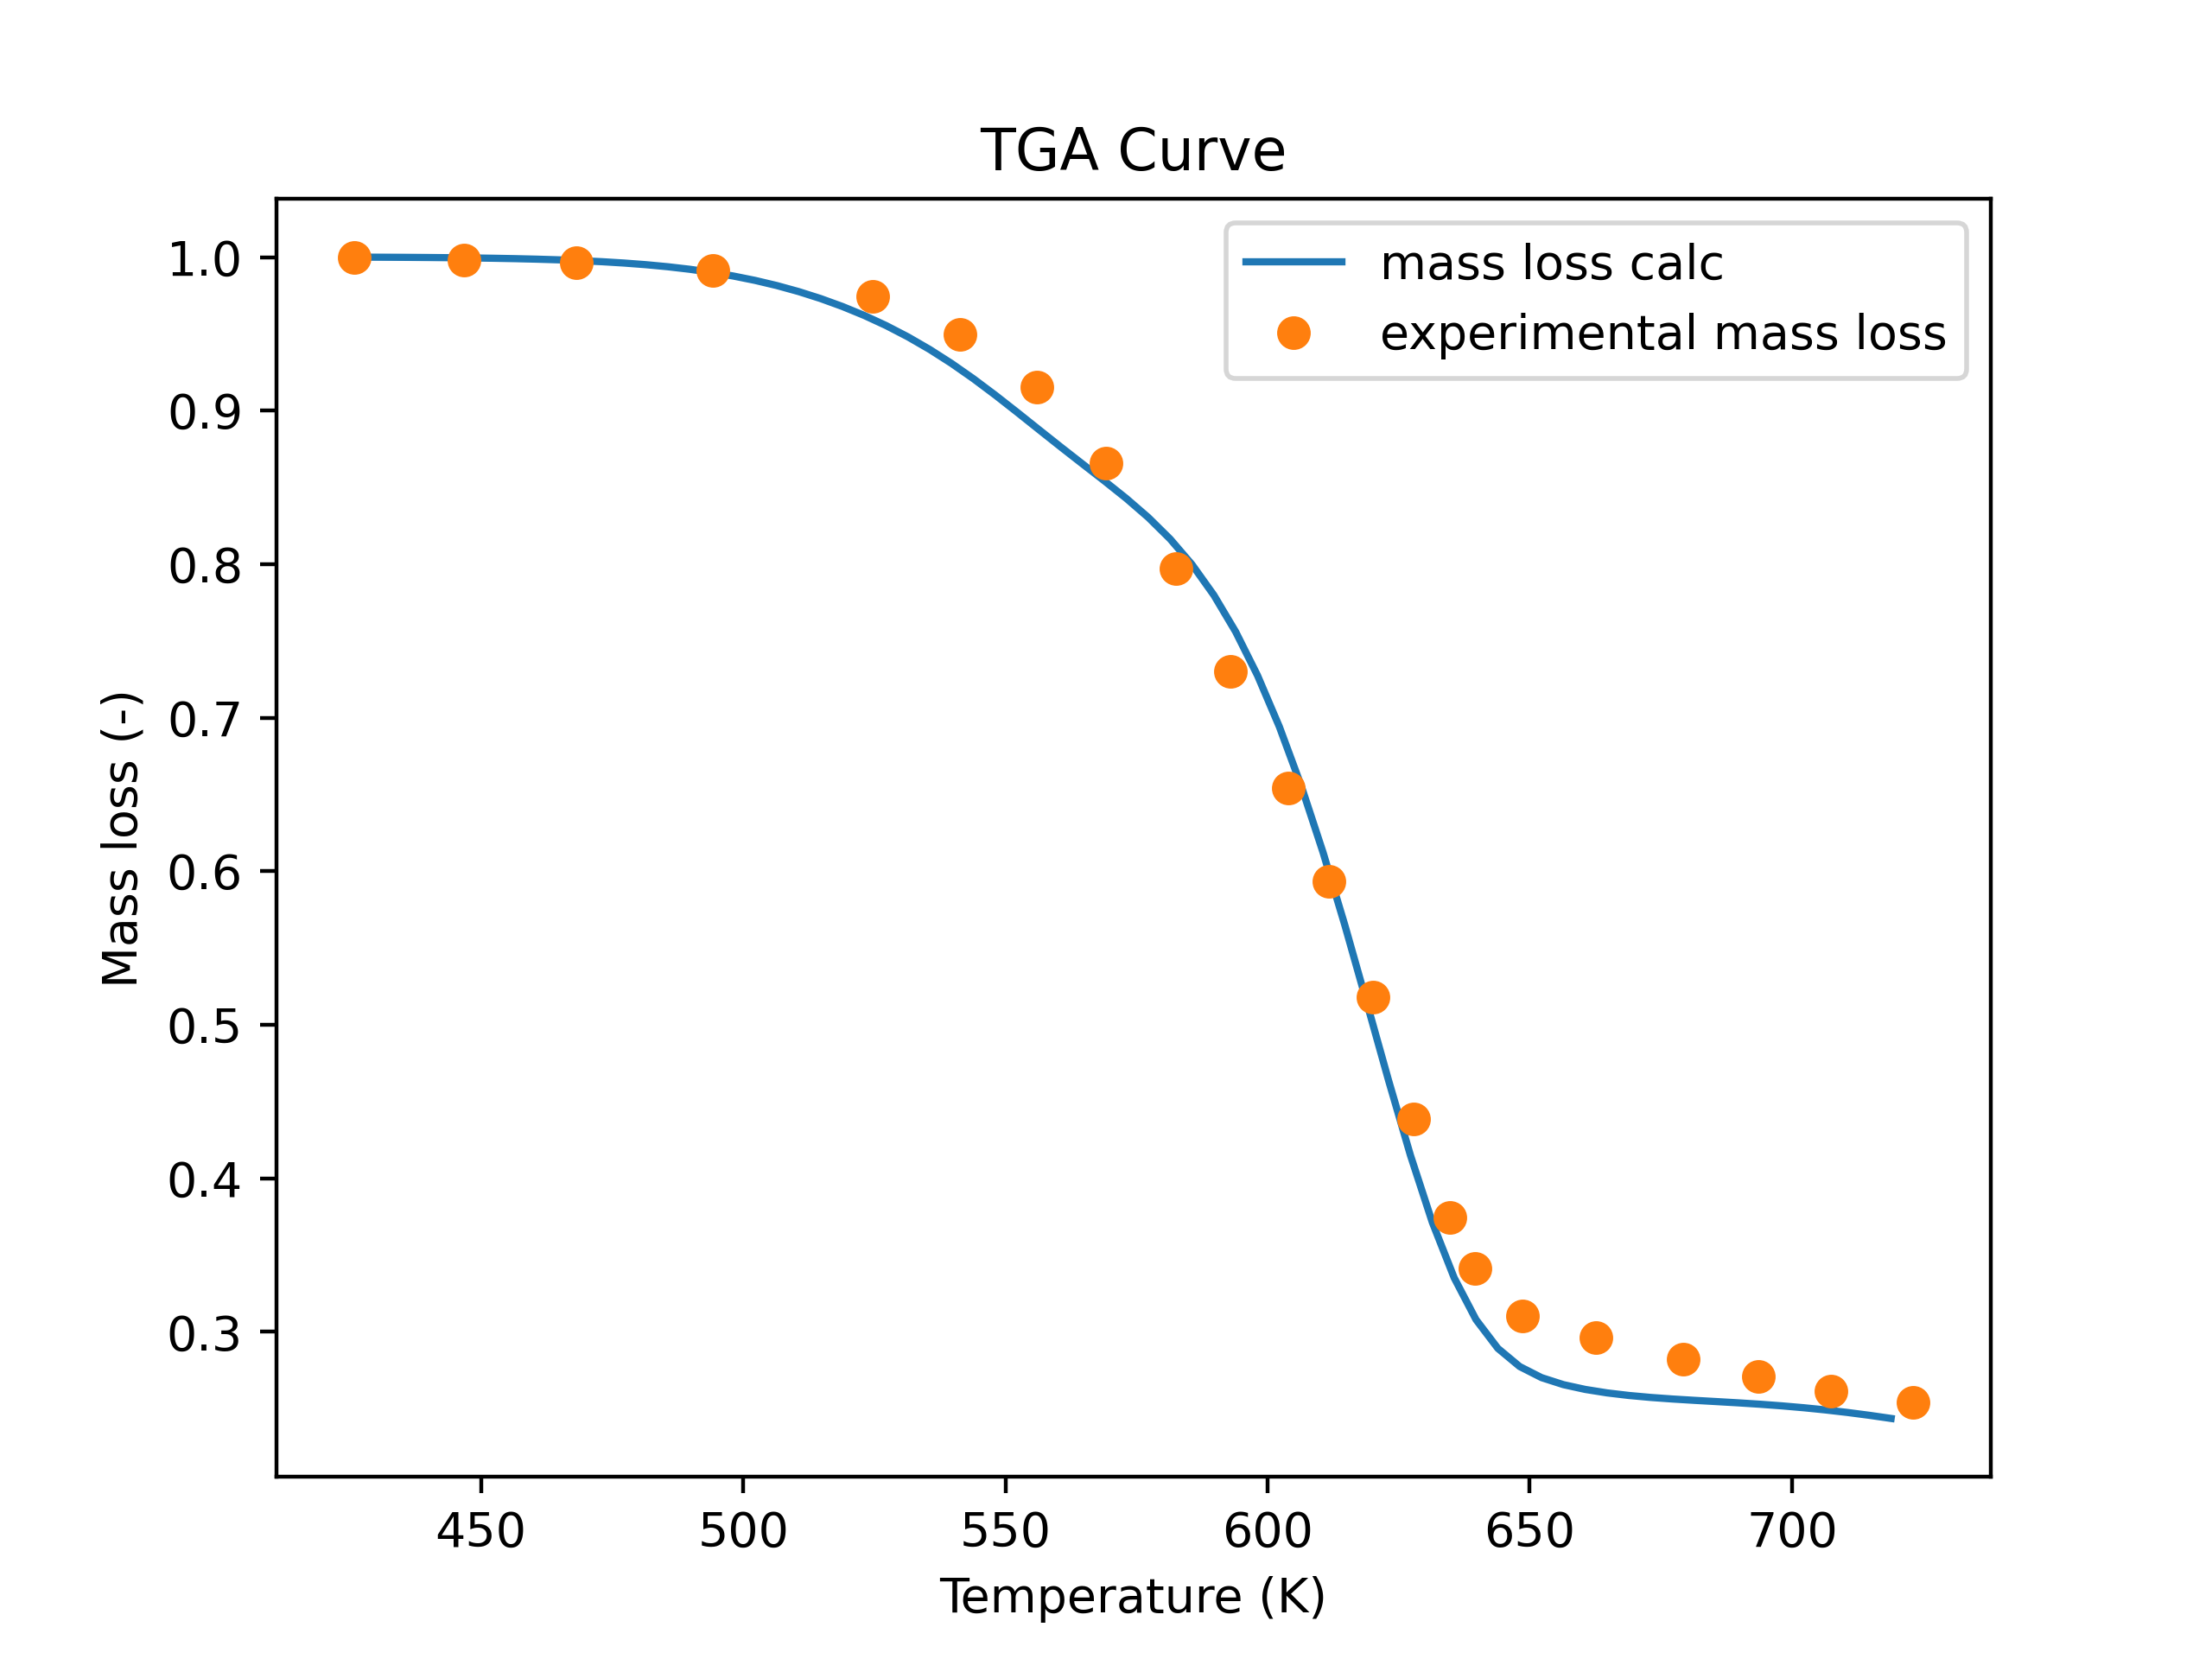 TGA Curve
mass loss calc
experimental mass loss
Mass loss (-)
1.0
0.9
0.8
0.7
0.6
0.5
0.4
0.3
450 500 550 600 650 700
Temperature (K)